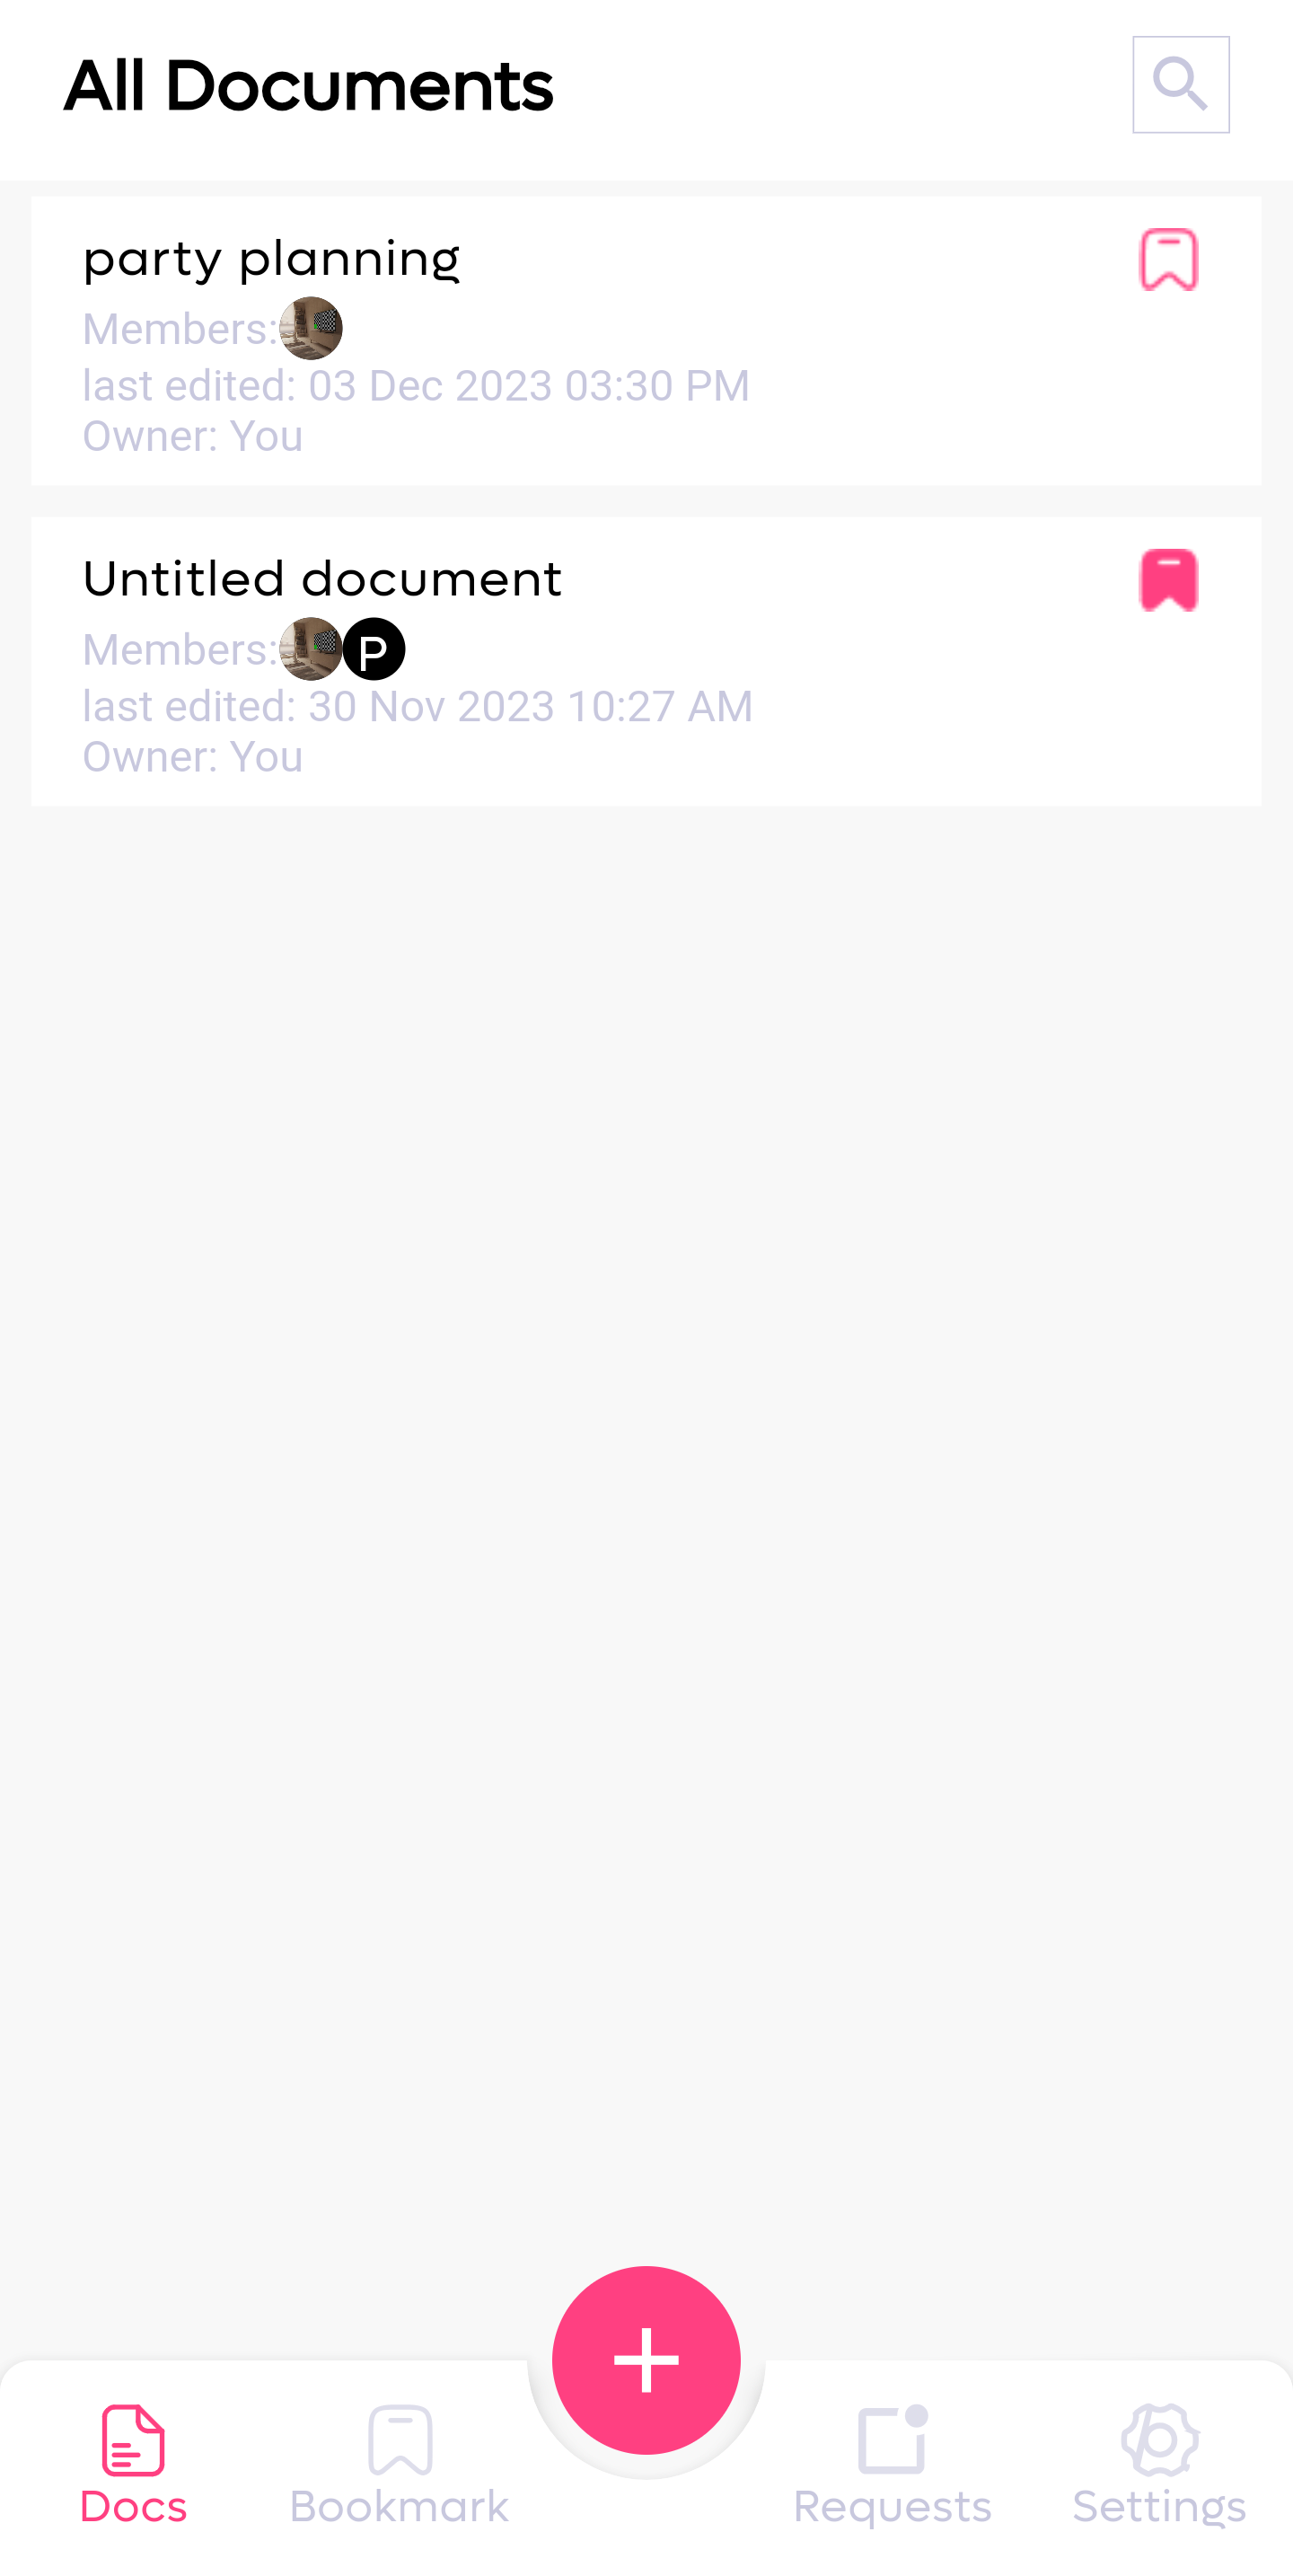 All Documents
party planning
Members:
last edited: 03 Dec 2023 03:30 PM
Owner: You
Untitled document
Members: P
last edited: 30 Nov 2023 10:27 AM
Owner: You
Docs
Bookmark
Requests
Settings